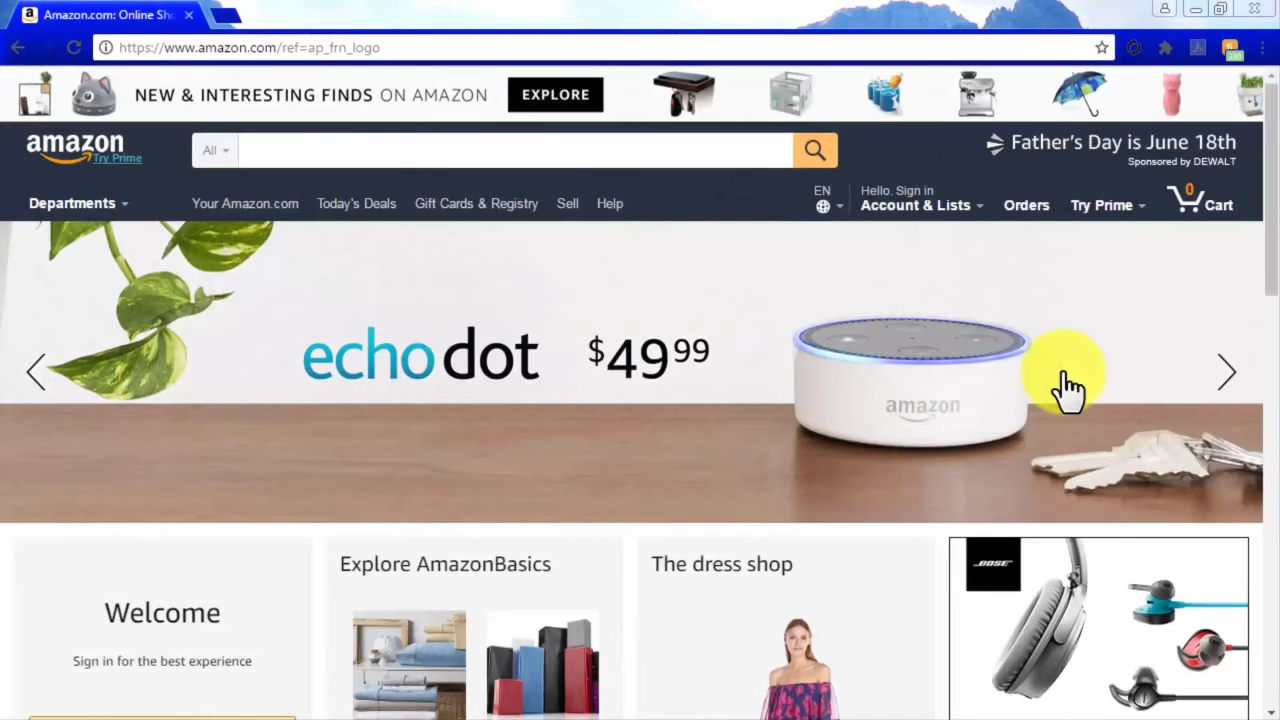 Amazon.com: Online Sho
https://www.amazon.com/ref=ap_frn_logo
NEW & INTERESTING FINDS ON AMAZON EXPLORE
amazon
Try Prime
All
Father's Day is June 18th
Sponsored by DEWALT
Departments
Your Amazon.com Today's Deals Gift Cards & Registry Sell Help
EN
Hello. Sign in
Account & Lists
Orders
Try Prime
0
Cart
echo dot $49 99
amazon
Welcome
Sign in for the best experience
Explore AmazonBasics
The dress shop
BOSE